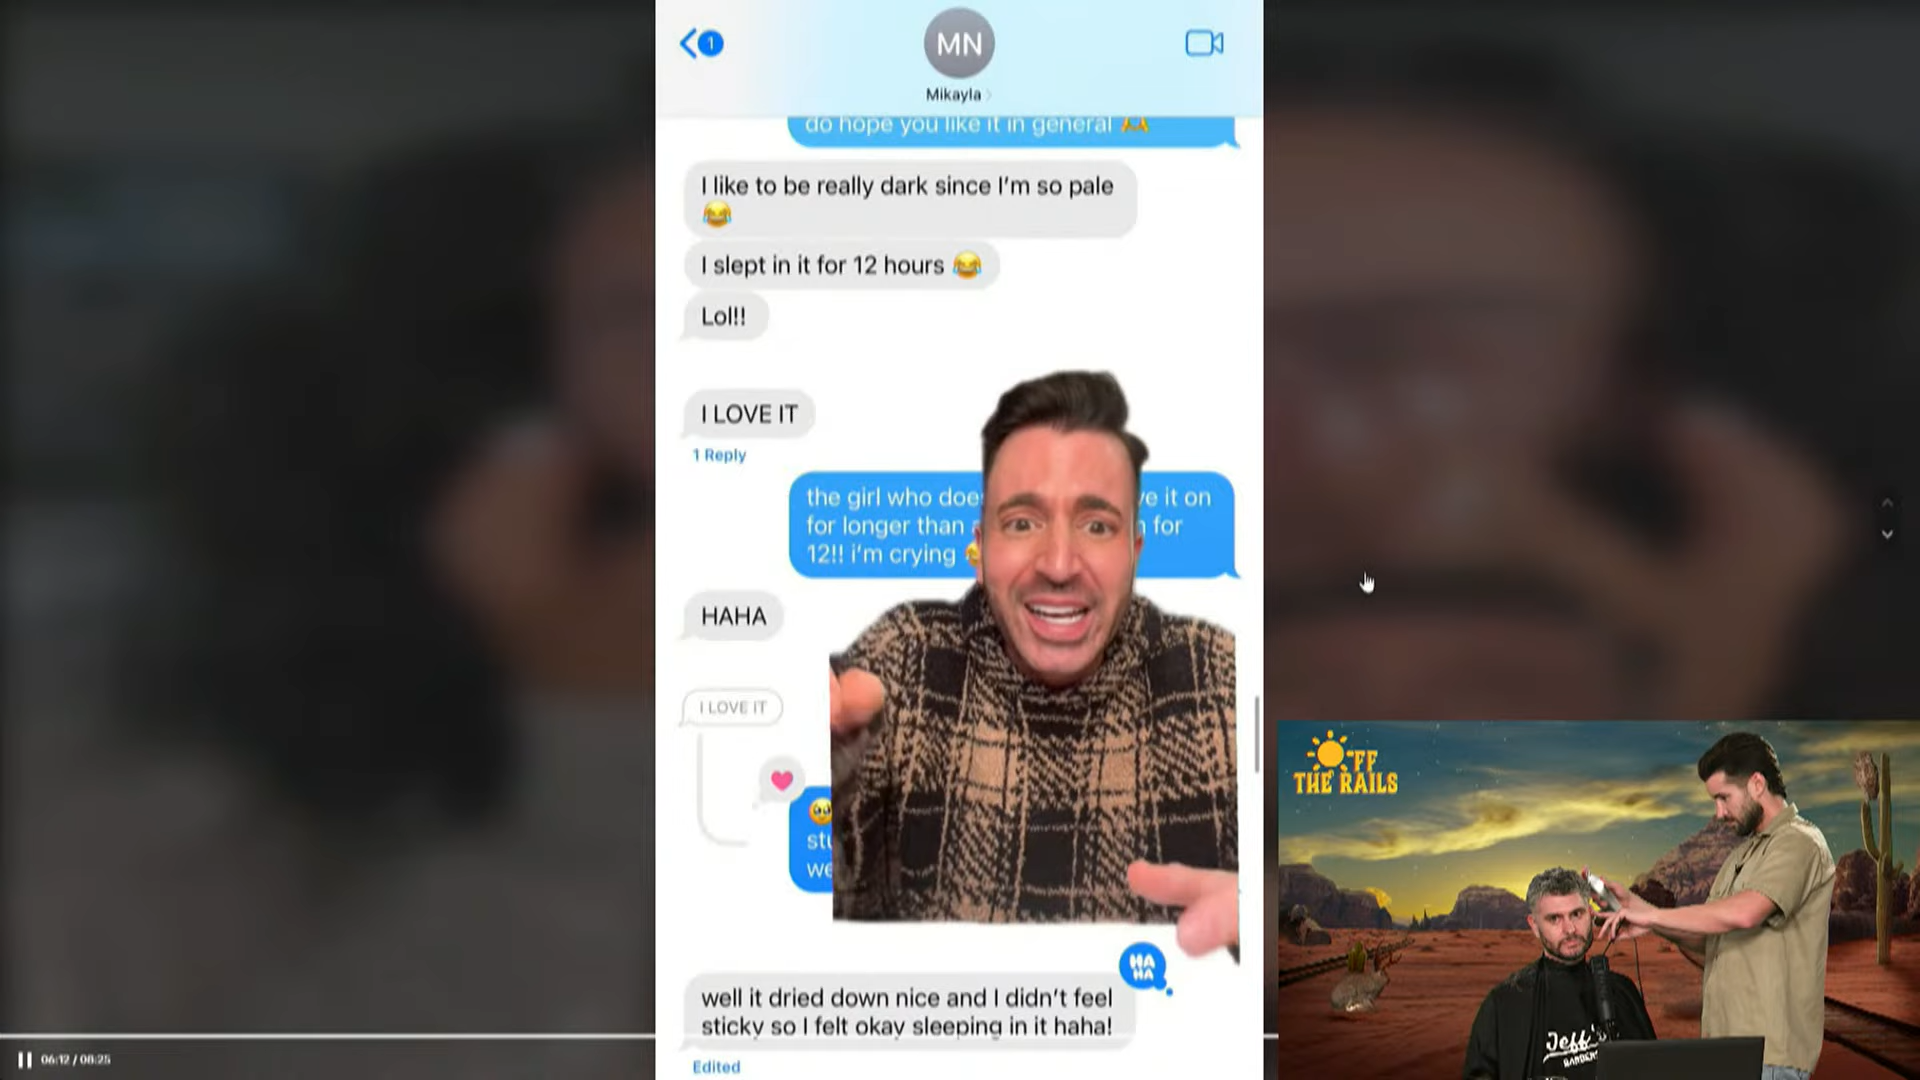 1
MN
Mikayla
do hope you like it in general
I like to be really dark since I'm so pale
😂
I slept in it for 12 hours 😂
Lol!!
I LOVE IT
1 Reply
the girl who
it on
for longer than
for
12!! i'm crying
HAHA
I LOVE IT
HA
HA
well it dried down nice and I didn't feel
sticky so I felt okay sleeping in it haha!
Edited
OFF
THE RAILS
Jeff's
06:12 / 08:25